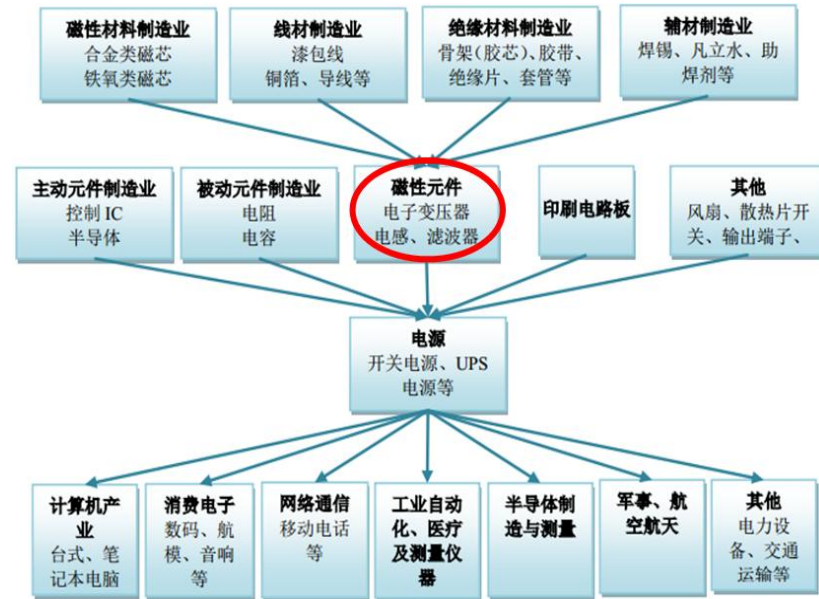 磁性材料制造业
合金类磁芯
铁氧类磁芯
线材制造业
漆包线
铜箔、导线等
绝缘材料制造业
骨架(胶芯)、胶带、
绝缘片、套管等
辅材制造业
焊锡、凡立水、助
焊剂等
主动元件制造业
控制 IC
半导体
被动元件制造业
电阻
电容
磁性元件
电子变压器
电感、滤波器
印刷电路板
其他
风扇、散热片开
关、输出端子、
电源
开关电源、UPS
电源等
计算机产
业
台式、笔
记本电脑
消费电子
数码、航
模、音响
等
网络通信
移动电话
等
工业自动
化、医疗
及测量仪
器
半导体制
造与测量
军事、航
空航天
其他
电力设
备、交通
运输等